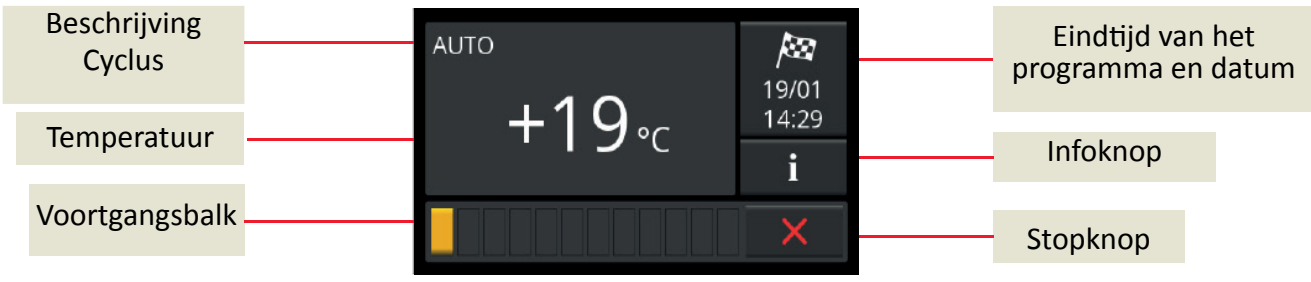 Beschrijving
Cyclus
Temperatuur
Voortgangsbalk
AUTO
+19 °C
19/01
14:29
i
Eindtijd van het
programma en datum
Infoknop
Stopknop